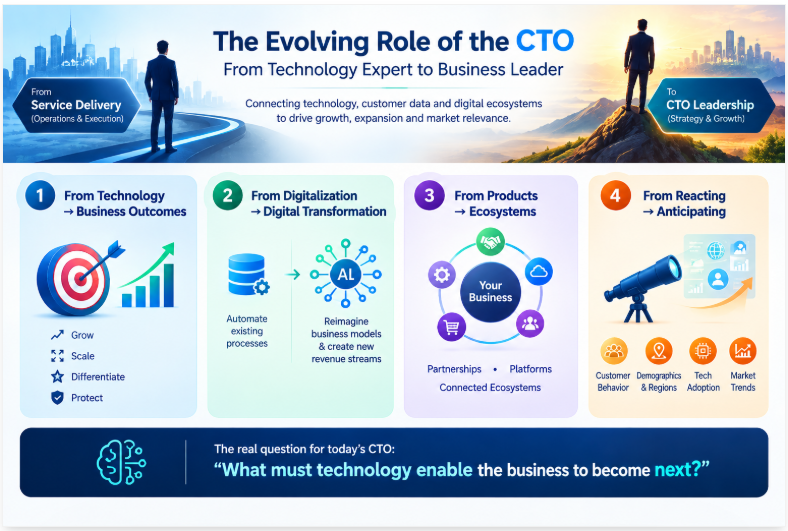 The Evolving Role of the CTO
From Technology Expert to Business Leader
Connecting technology, customer data and digital ecosystems
to drive growth, expansion and market relevance.
From
Service Delivery
(Operations & Execution)
To
CTO Leadership
(Strategy & Growth)
1
From Technology
→ Business Outcomes
Grow
Scale
Differentiate
Protect
2
From Digitalization
→ Digital Transformation
AI
Automate
existing
processes
Reimagine
business models
& create new
revenue streams
3
From Products
→ Ecosystems
Your
Business
Partnerships • Platforms
Connected Ecosystems
4
From Reacting
→ Anticipating
Customer
Behavior
Demographics
& Regions
Tech
Adoption
Market
Trends
The real question for today's CTO:
“What must technology enable the business to become next?”